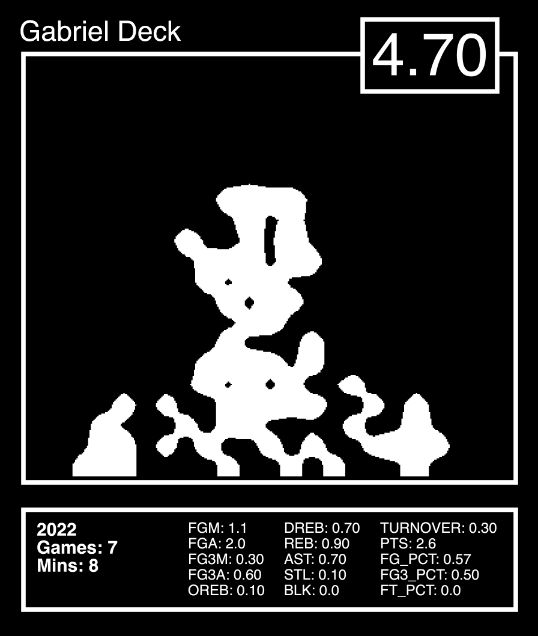 Gabriel Deck
4.70
2022
Games: 7
Mins: 8
FGM: 1.1
FGA: 2.0
FG3M: 0.30
FG3A: 0.60
OREB: 0.10
DREB: 0.70
REB: 0.90
AST: 0.70
STL: 0.10
BLK: 0.0
TURNOVER: 0.30
PTS: 2.6
FG_PCT: 0.57
FG3_PCT: 0.50
FT_PCT: 0.0